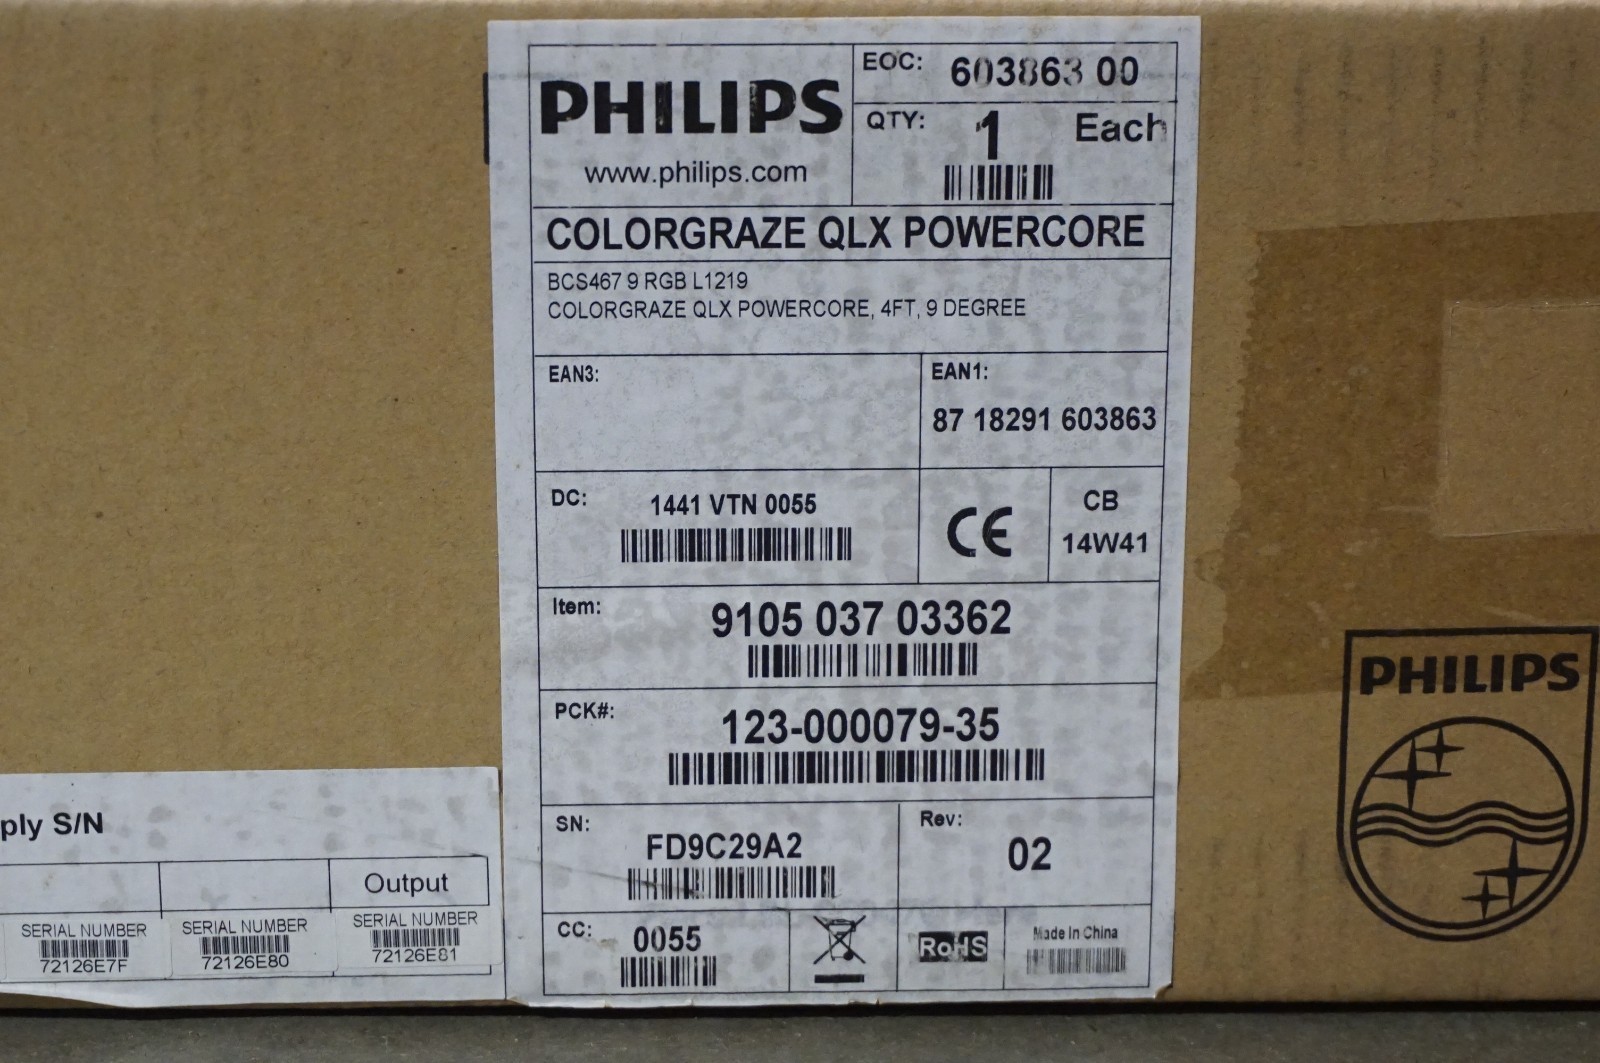 PHILIPS
www.philips.com
EOC: 603863 00
QTY: 1 Each
COLORGRAZE QLX POWERCORE
BCS467 9 RGB L1219
COLORGRAZE QLX POWERCORE, 4FT, 9 DEGREE
EAN3:
EAN1:
87 18291 603863
DC: 1441 VTN 0055
CE
CB
14W41
Item: 9105 037 03362
PCK#: 123-000079-35
SN: FD9C29A2
Rev: 02
CC: 0055
RoHS
Made In China
PHILIPS
ply S/N
Output
SERIAL NUMBER SERIAL NUMBER SERIAL NUMBER
72126E7F 72126E80 72126E81